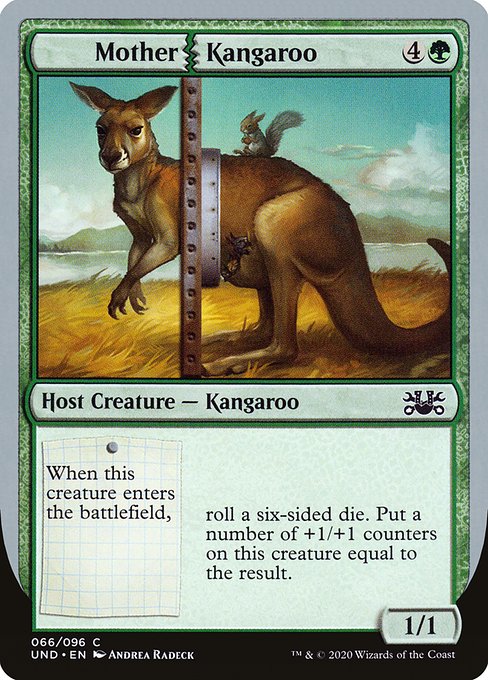 Mother Kangaroo 4
Host Creature — Kangaroo
When this
creature enters
the battlefield,
roll a six-sided die. Put a
number of +1/+1 counters
on this creature equal to
the result.
1/1
066/096 C
UND • EN Andrea Radeck
™ & © 2020 Wizards of the Coast